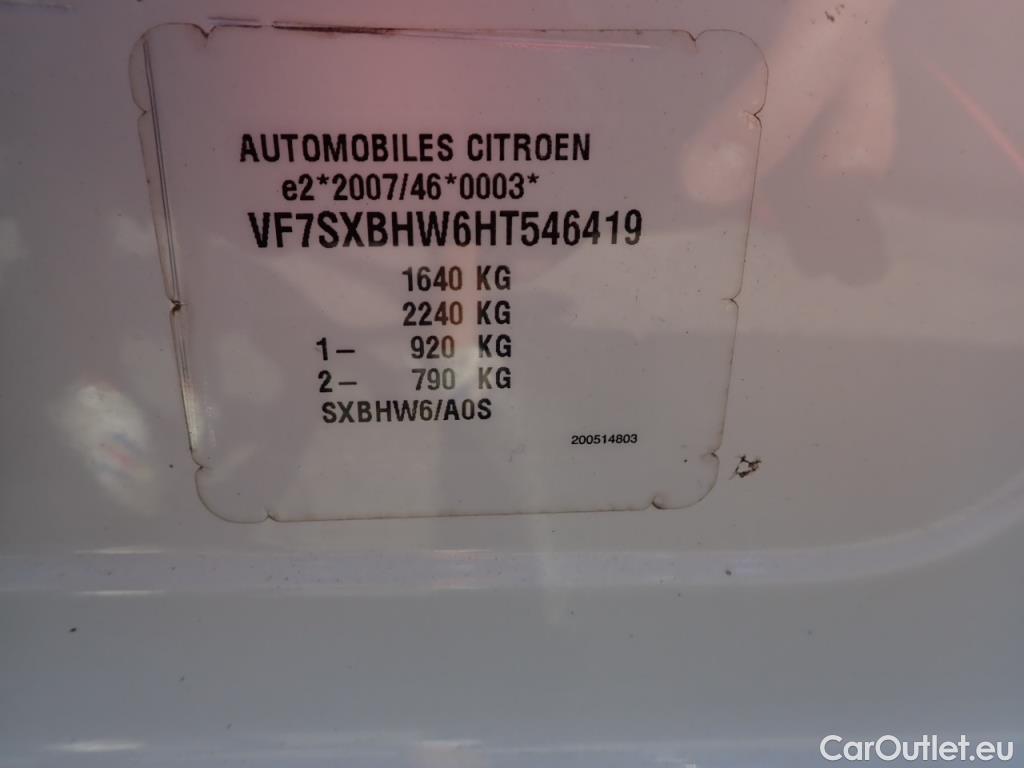 AUTOMOBILES CITROEN
e2*2007/46*0003*
VF7SXBHW6HT546419
1640 KG
2240 KG
1- 920 KG
2- 790 KG
SXBHW6/A0S
200514803
CarOutlet.eu